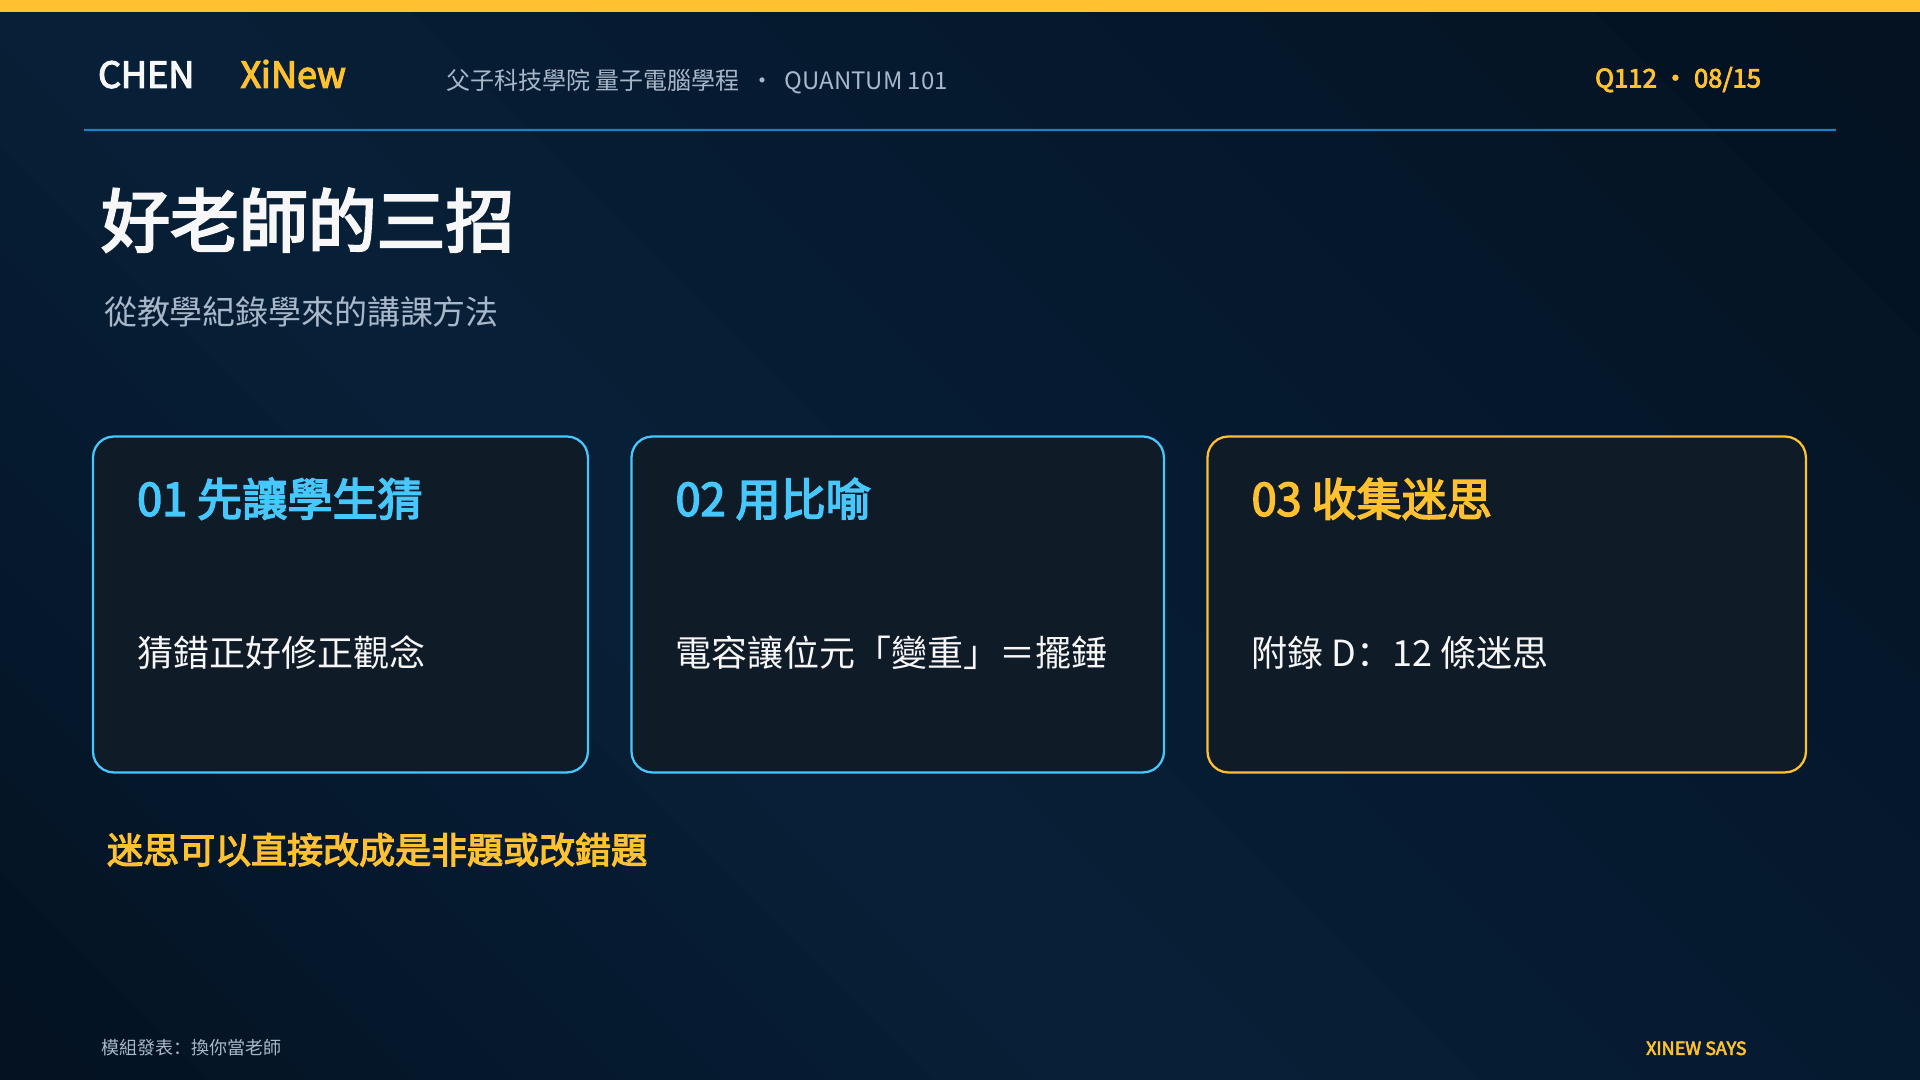 CHEN XiNew 父子科技學院 量子電腦學程 · QUANTUM 101 Q112 · 08/15
好老師的三招
從教學紀錄學來的講課方法
01 先讓學生猜
猜錯正好修正觀念
02 用比喻
電容讓位元「變重」＝擺錘
03 收集迷思
附錄 D：12 條迷思
迷思可以直接改成是非題或改錯題
模組發表：換你當老師
XINEW SAYS